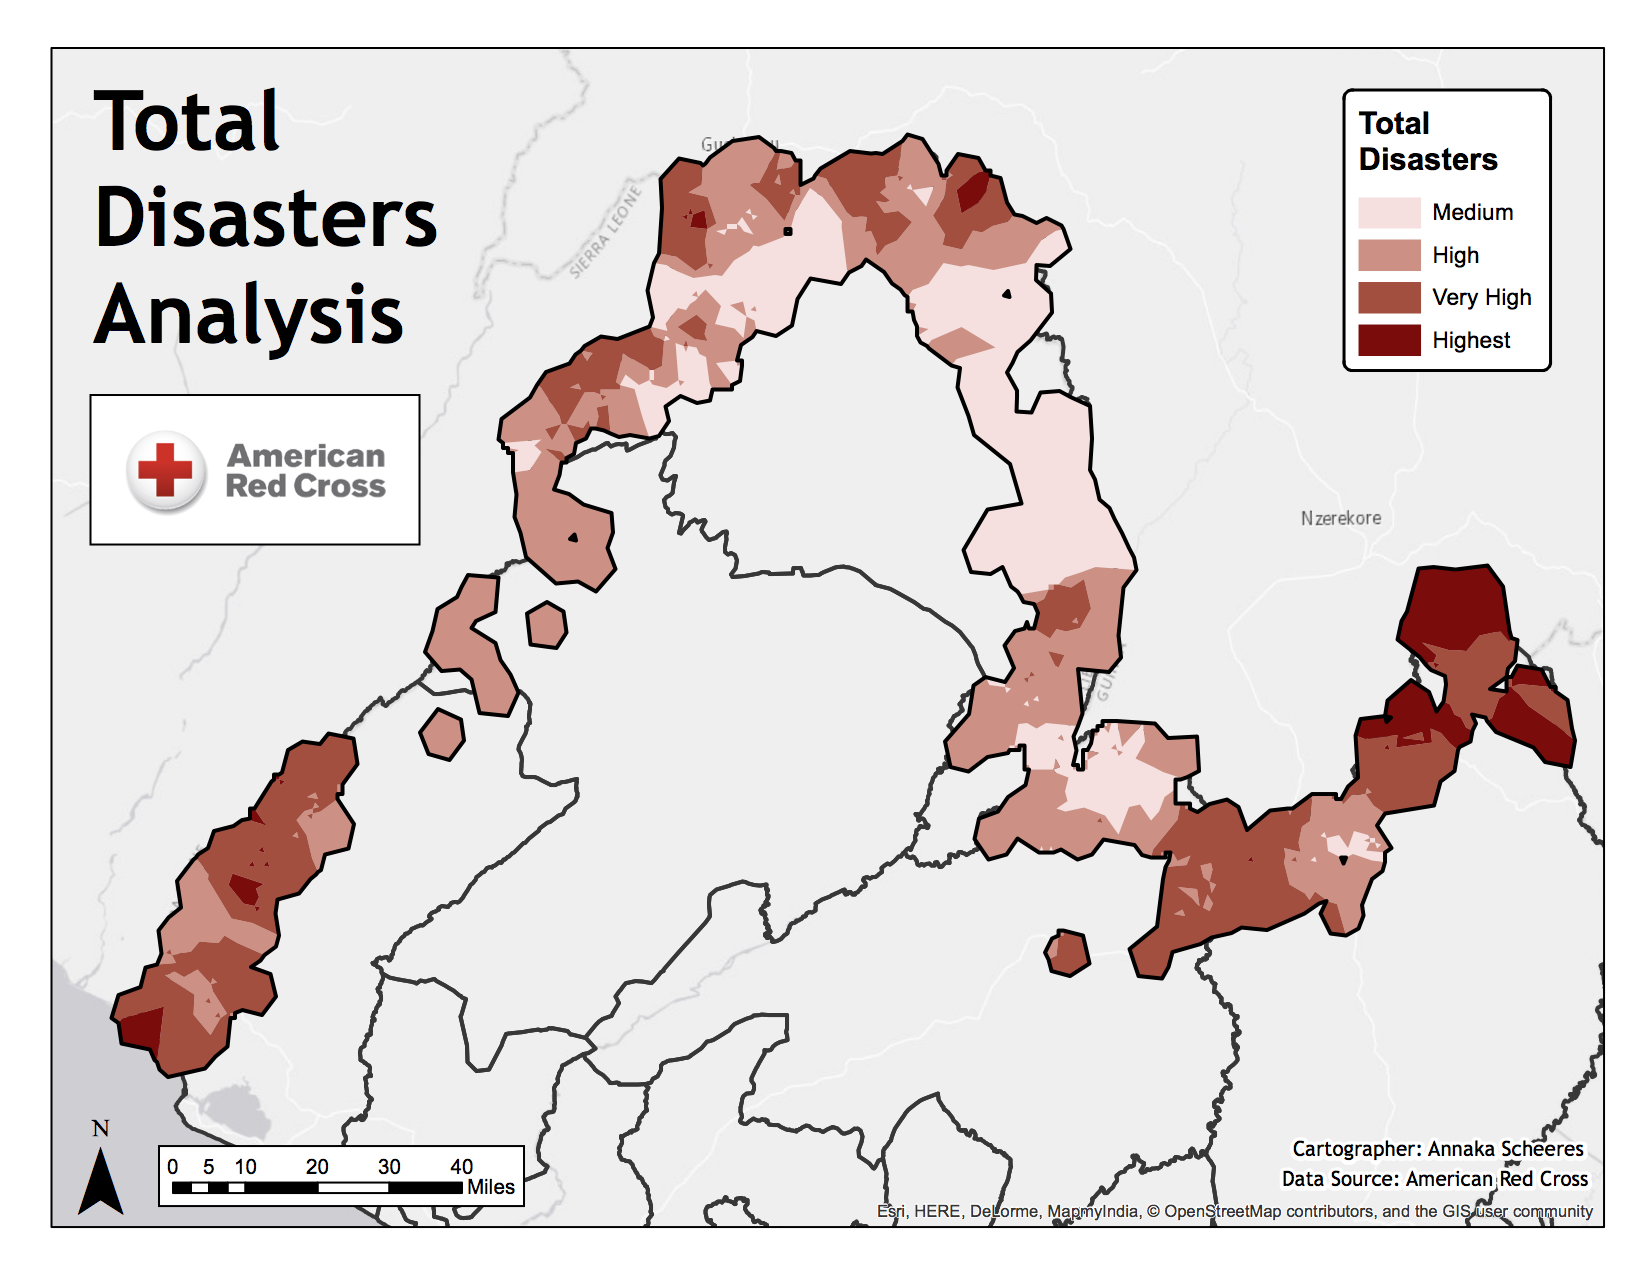 Total
Disasters
Analysis
American
Red Cross
Total
Disasters
Medium
High
Very High
Highest
SIERRA LEONE
Nzerekore
N
0 5 10 20 30 40
Miles
Cartographer: Annaka Scheeres
Data Source: American Red Cross
Esri, HERE, DeLorme, MapmyIndia, © OpenStreetMap contributors, and the GIS user community